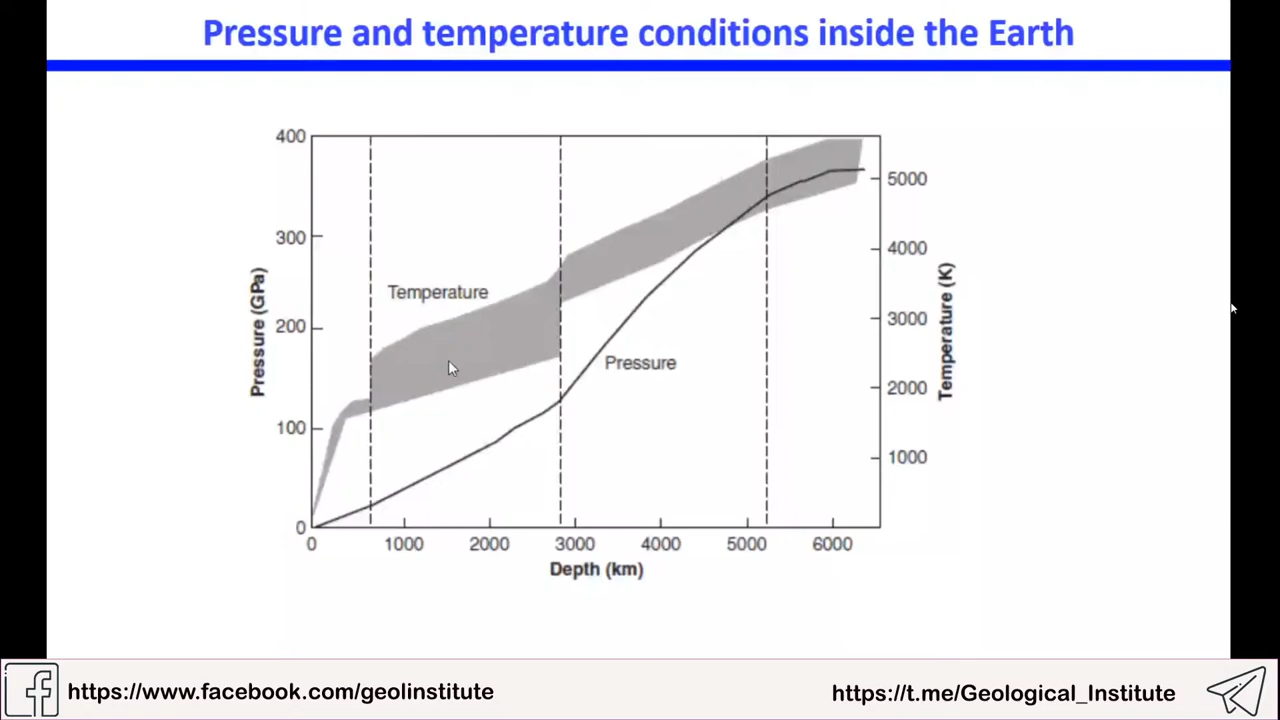 Pressure and temperature conditions inside the Earth
400
300
200
100
0
Pressure (GPa)
Temperature
Pressure
5000
4000
3000
2000
1000
Temperature (K)
0 1000 2000 3000 4000 5000 6000
Depth (km)
https://www.facebook.com/geolinstitute
https://t.me/Geological_Institute